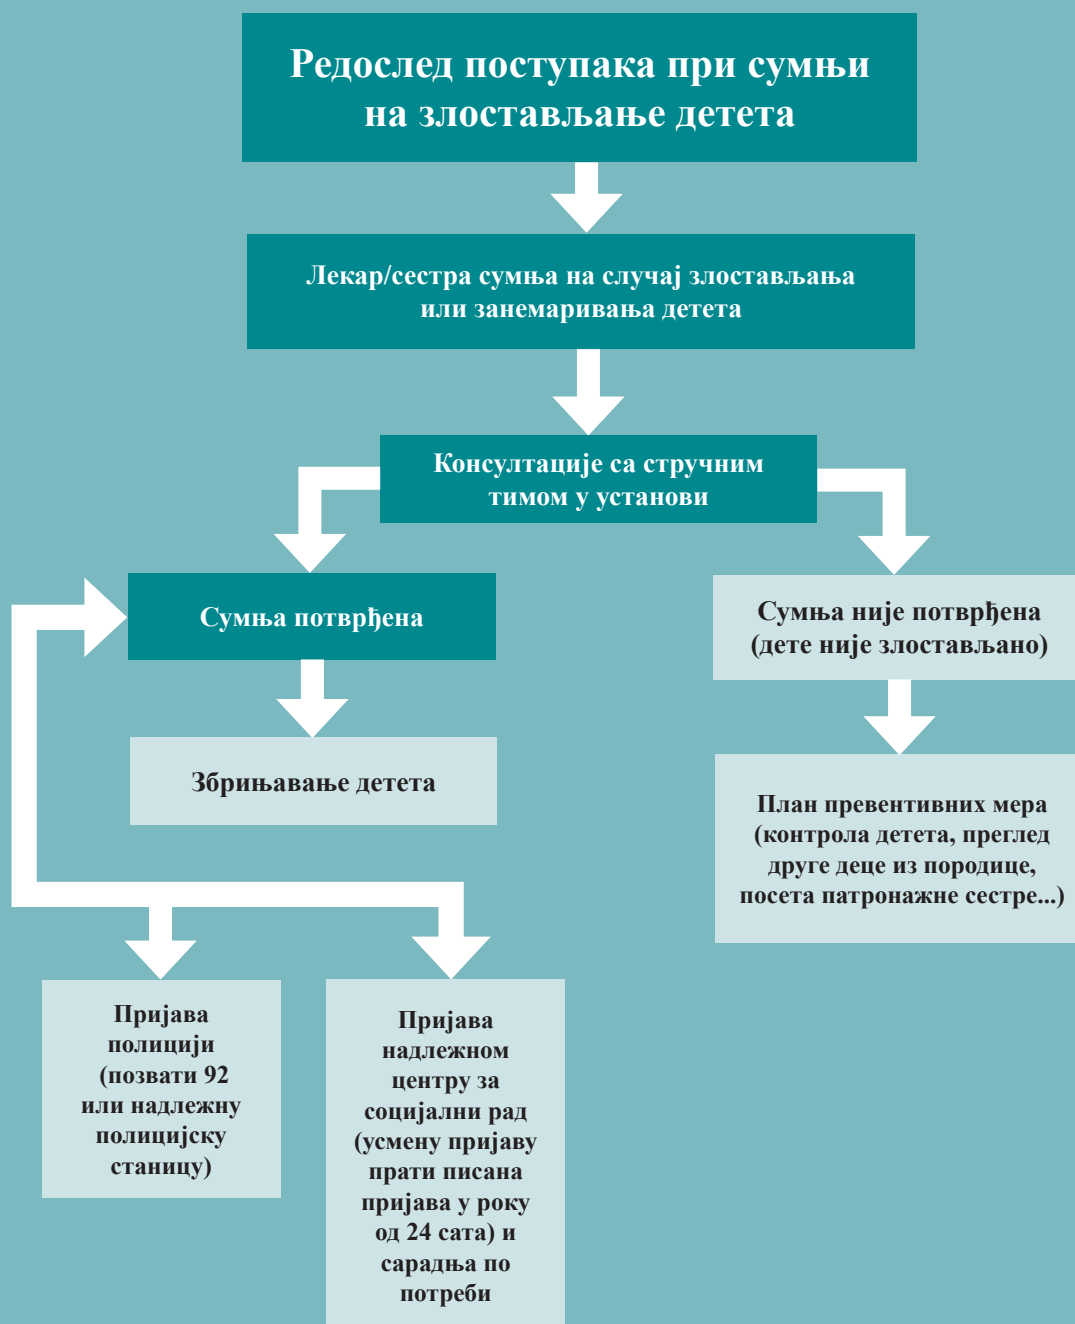 Редослед поступака при сумњи
на злостављање детета
Лекар/сестра сумња на случај злостављања
или занемаривања детета
Консултације са стручним
тимом у установи
Сумња потврђена
Сумња није потврђена
(дете није злостављано)
Збрињавање детета
План превентивних мера
(контрола детета, преглед
друге деце из породице,
посета патронажне сестре...)
Пријава
полицији
(позвати 92
или надлежну
полицијску
станицу)
Пријава
надлежном
центру за
социјални рад
(усмену пријаву
прати писана
пријава у року
од 24 сата) и
сарадња по
потреби